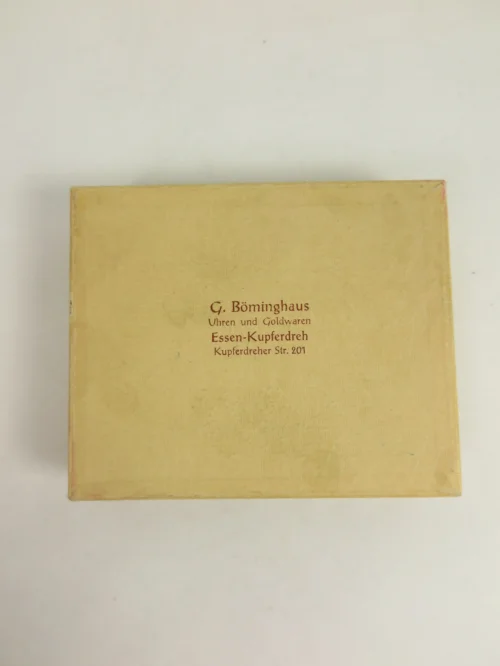 G. Böminghaus
Uhren und Goldwaren
Essen-Kupferdreh
Kupferdreher Str. 201